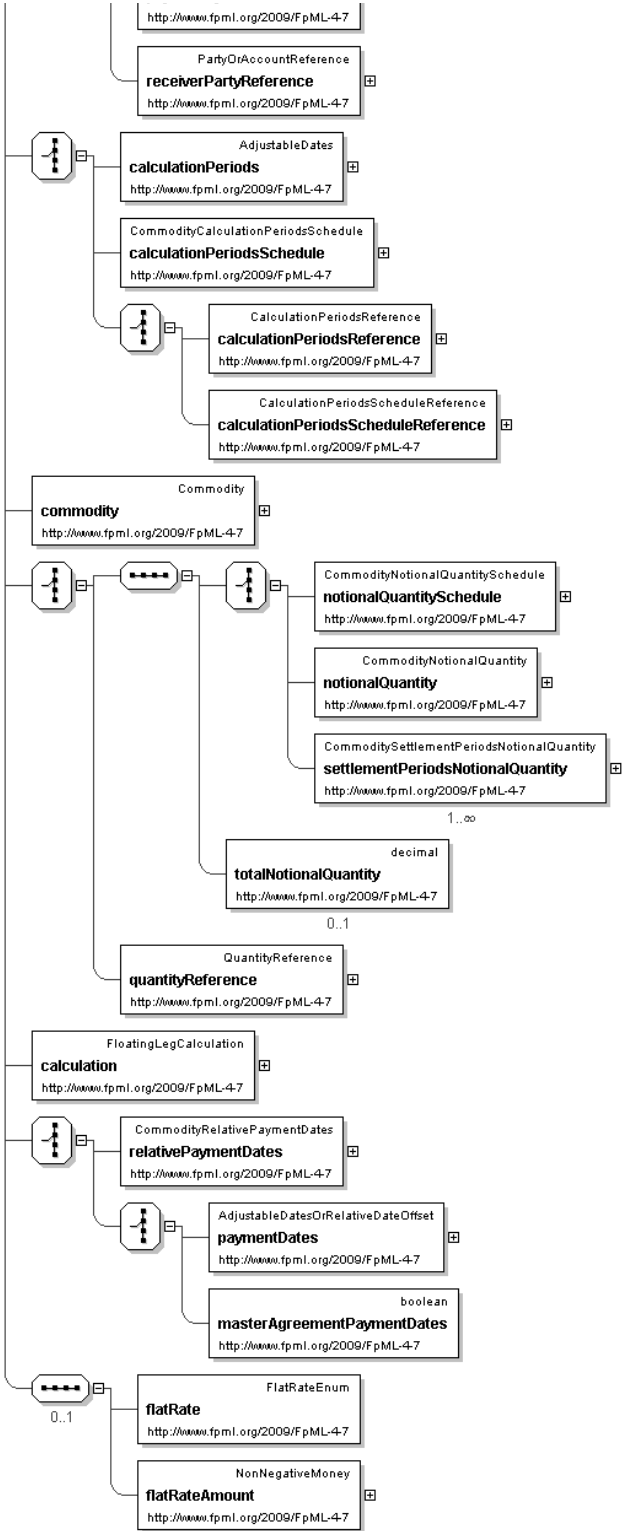 http://www.fpml.org/2009/FpML-4-7
PartyOrAccountReference
receiverPartyReference
http://www.fpml.org/2009/FpML-4-7
AdjustableDates
calculationPeriods
http://www.fpml.org/2009/FpML-4-7
CommodityCalculationPeriodsSchedule
calculationPeriodsSchedule
http://www.fpml.org/2009/FpML-4-7
CalculationPeriodsReference
calculationPeriodsReference
http://www.fpml.org/2009/FpML-4-7
CalculationPeriodsScheduleReference
calculationPeriodsScheduleReference
http://www.fpml.org/2009/FpML-4-7
Commodity
commodity
http://www.fpml.org/2009/FpML-4-7
CommodityNotionalQuantitySchedule
notionalQuantitySchedule
http://www.fpml.org/2009/FpML-4-7
CommodityNotionalQuantity
notionalQuantity
http://www.fpml.org/2009/FpML-4-7
CommoditySettlementPeriodsNotionalQuantity
settlementPeriodsNotionalQuantity
http://www.fpml.org/2009/FpML-4-7
1..∞
decimal
totalNotionalQuantity
http://www.fpml.org/2009/FpML-4-7
0..1
QuantityReference
quantityReference
http://www.fpml.org/2009/FpML-4-7
FloatingLegCalculation
calculation
http://www.fpml.org/2009/FpML-4-7
CommodityRelativePaymentDates
relativePaymentDates
http://www.fpml.org/2009/FpML-4-7
AdjustableDatesOrRelativeDateOffset
paymentDates
http://www.fpml.org/2009/FpML-4-7
boolean
masterAgreementPaymentDates
http://www.fpml.org/2009/FpML-4-7
0..1
FlatRateEnum
flatRate
http://www.fpml.org/2009/FpML-4-7
NonNegativeMoney
flatRateAmount
http://www.fpml.org/2009/FpML-4-7